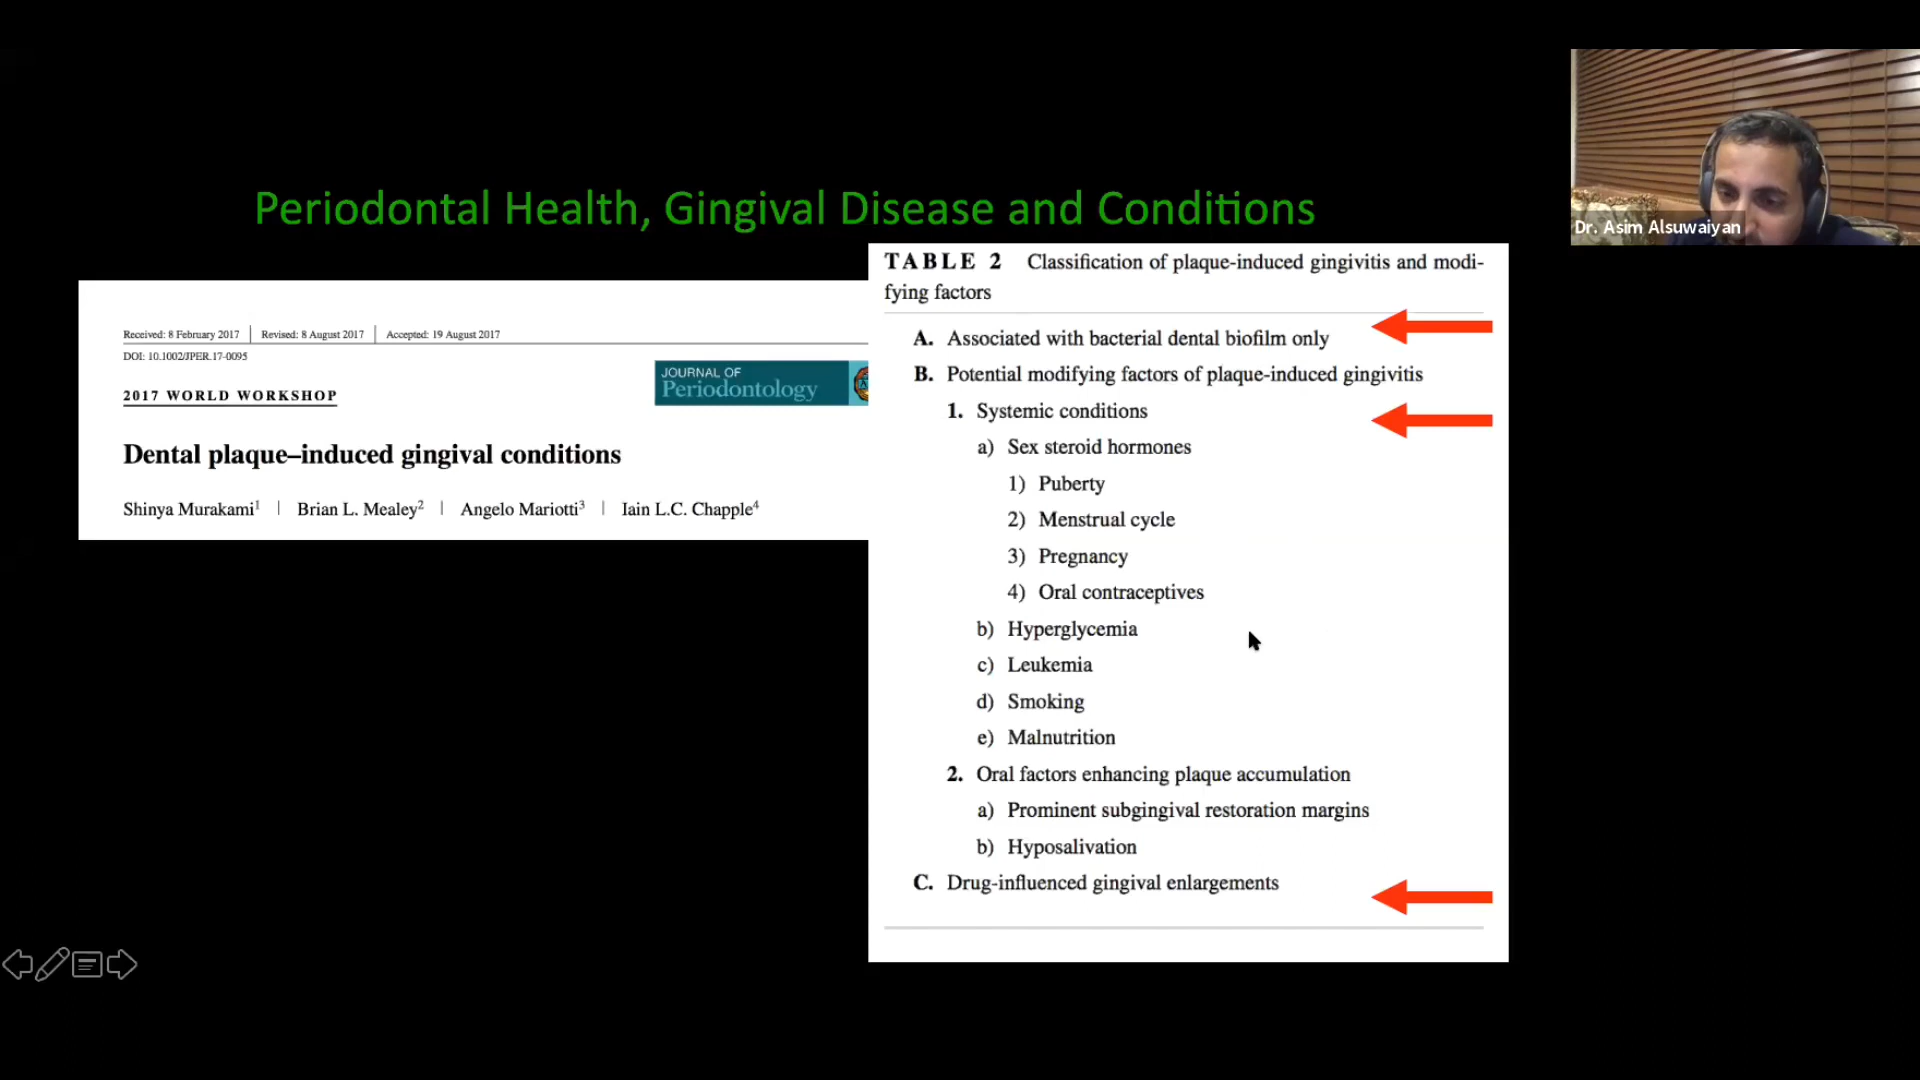 Periodontal Health, Gingival Disease and Conditions
Dr. Asim Alsuwaiyan
Received: 8 February 2017 | Revised: 8 August 2017 | Accepted: 19 August 2017
DOI: 10.1002/JPER.17-0095
2017 WORLD WORKSHOP
JOURNAL OF
Periodontology
Dental plaque–induced gingival conditions
Shinya Murakami1 | Brian L. Mealey2 | Angelo Mariotti3 | Iain L.C. Chapple4
TABLE 2 Classification of plaque-induced gingivitis and modi-
fying factors
A. Associated with bacterial dental biofilm only
B. Potential modifying factors of plaque-induced gingivitis
1. Systemic conditions
a) Sex steroid hormones
1) Puberty
2) Menstrual cycle
3) Pregnancy
4) Oral contraceptives
b) Hyperglycemia
c) Leukemia
d) Smoking
e) Malnutrition
2. Oral factors enhancing plaque accumulation
a) Prominent subgingival restoration margins
b) Hyposalivation
C. Drug-influenced gingival enlargements